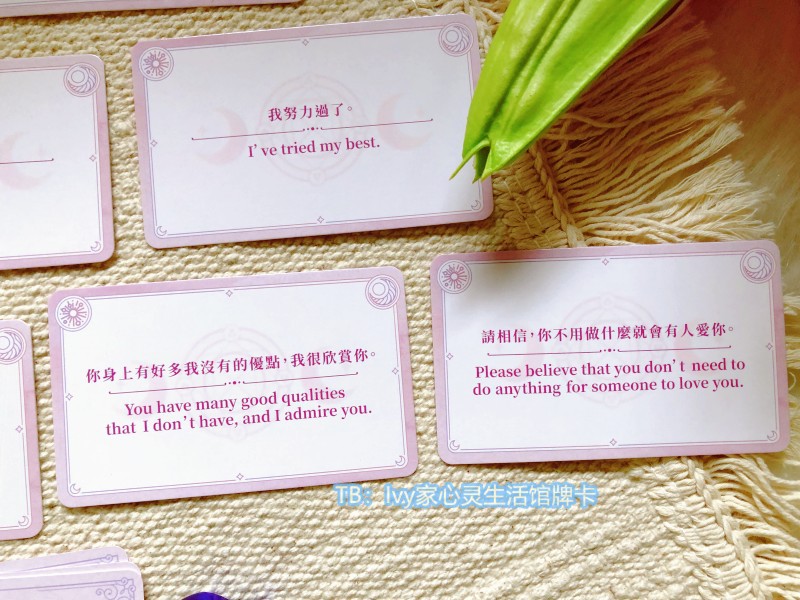 我努力過了。
I've tried my best.
你身上有好多我沒有的優點，我很欣賞你。
You have many good qualities
that I don't have, and I admire you.
請相信，你不用做什麼就會有人愛你。
Please believe that you don't need to
do anything for someone to love you.
TB：Ivy家心灵生活馆牌卡